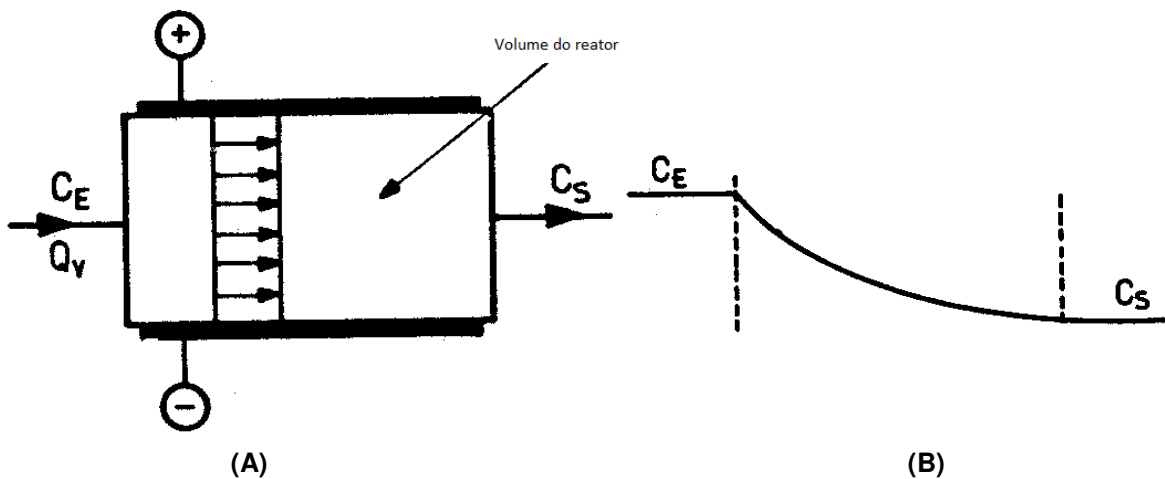 +
Volume do reator
C_E
Q_V
C_S
−
(A)
C_E
C_S
(B)